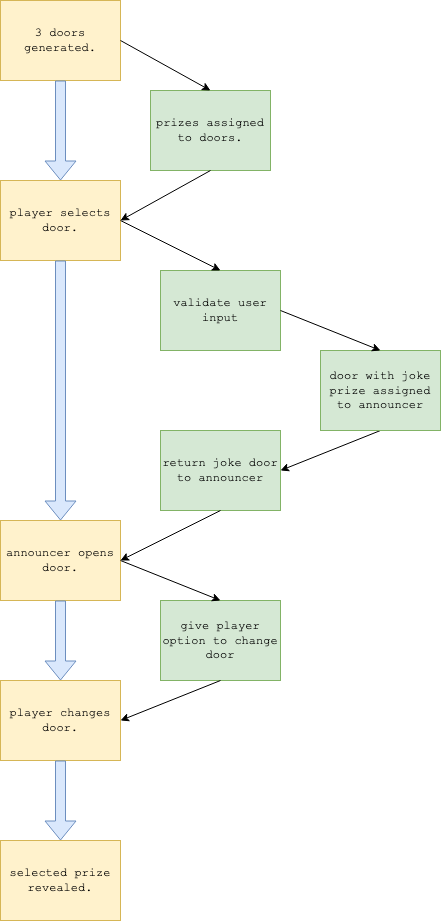 3 doors
generated.
prizes assigned
to doors.
player selects
door.
validate user
input
door with joke
prize assigned
to announcer
return joke door
to announcer
announcer opens
door.
give player
option to change
door
player changes
door.
selected prize
revealed.